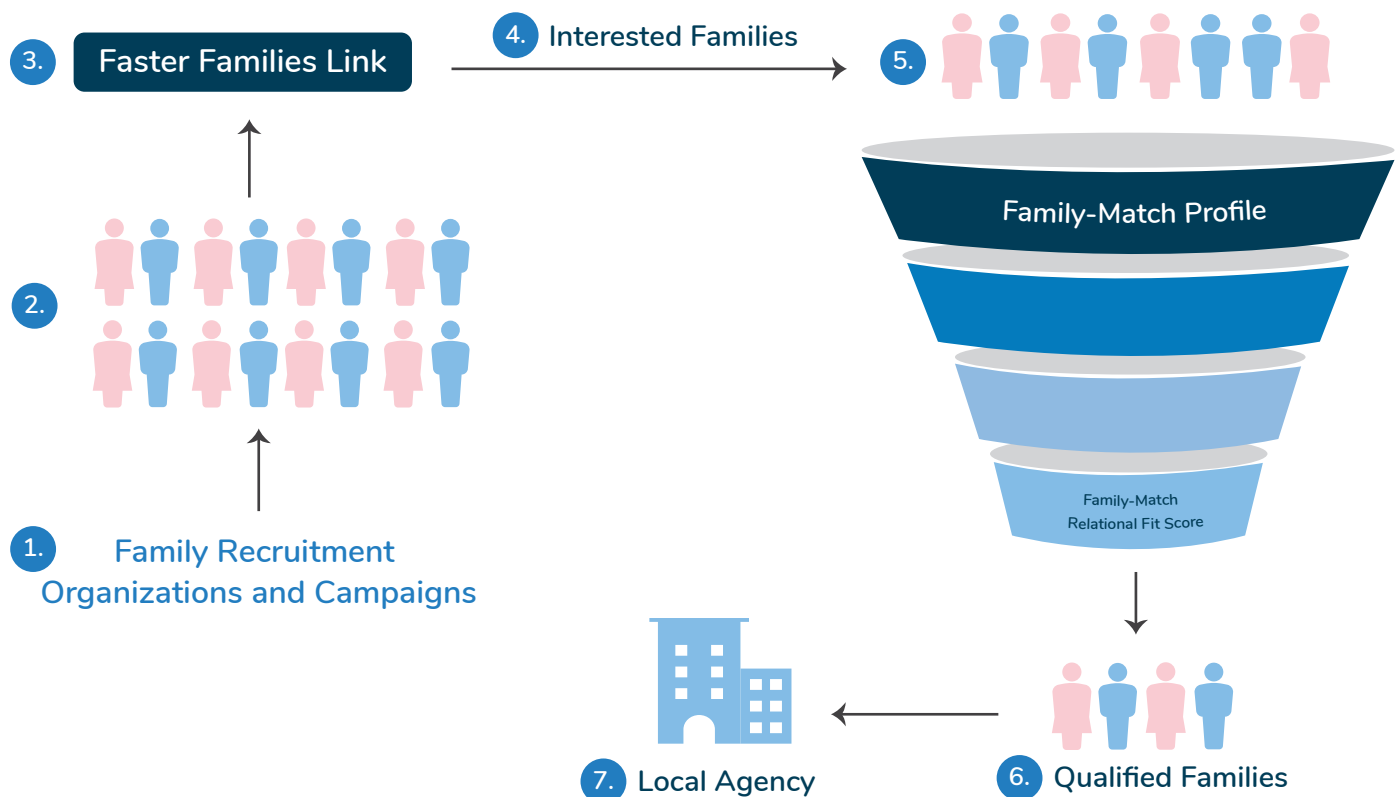 3.
Faster Families Link
4.
Interested Families
5.
Family-Match Profile
2.
1.
Family Recruitment
Organizations and Campaigns
Family-Match
Relational Fit Score
7.
Local Agency
6.
Qualified Families